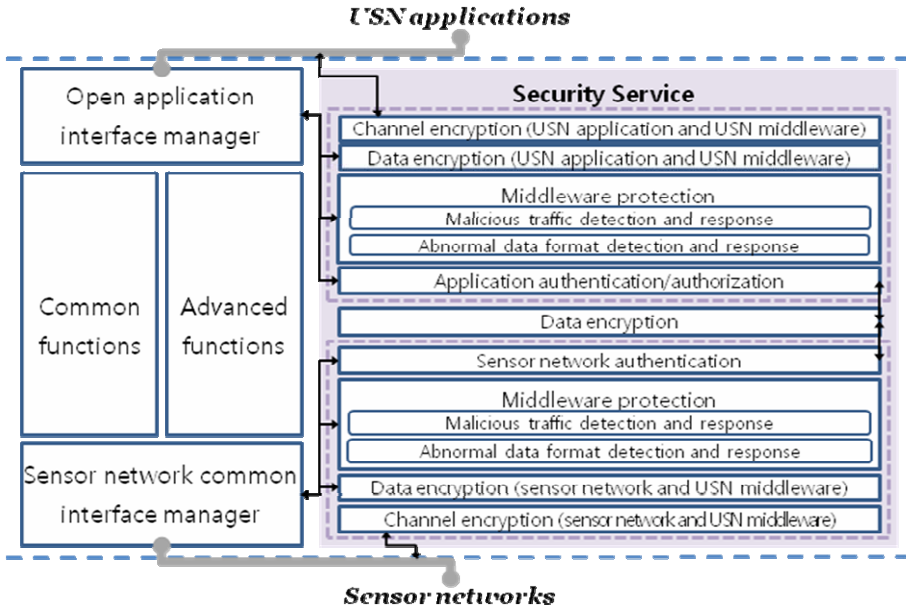 USN applications
Open application
interface manager
Common
functions
Advanced
functions
Sensor network common
interface manager
Security Service
Channel encryption (USN application and USN middleware)
Data encryption (USN application and USN middleware)
Middleware protection
Malicious traffic detection and response
Abnormal data format detection and response
Application authentication/authorization
Data encryption
Sensor network authentication
Middleware protection
Malicious traffic detection and response
Abnormal data format detection and response
Data encryption (sensor network and USN middleware)
Channel encryption (sensor network and USN middleware)
Sensor networks